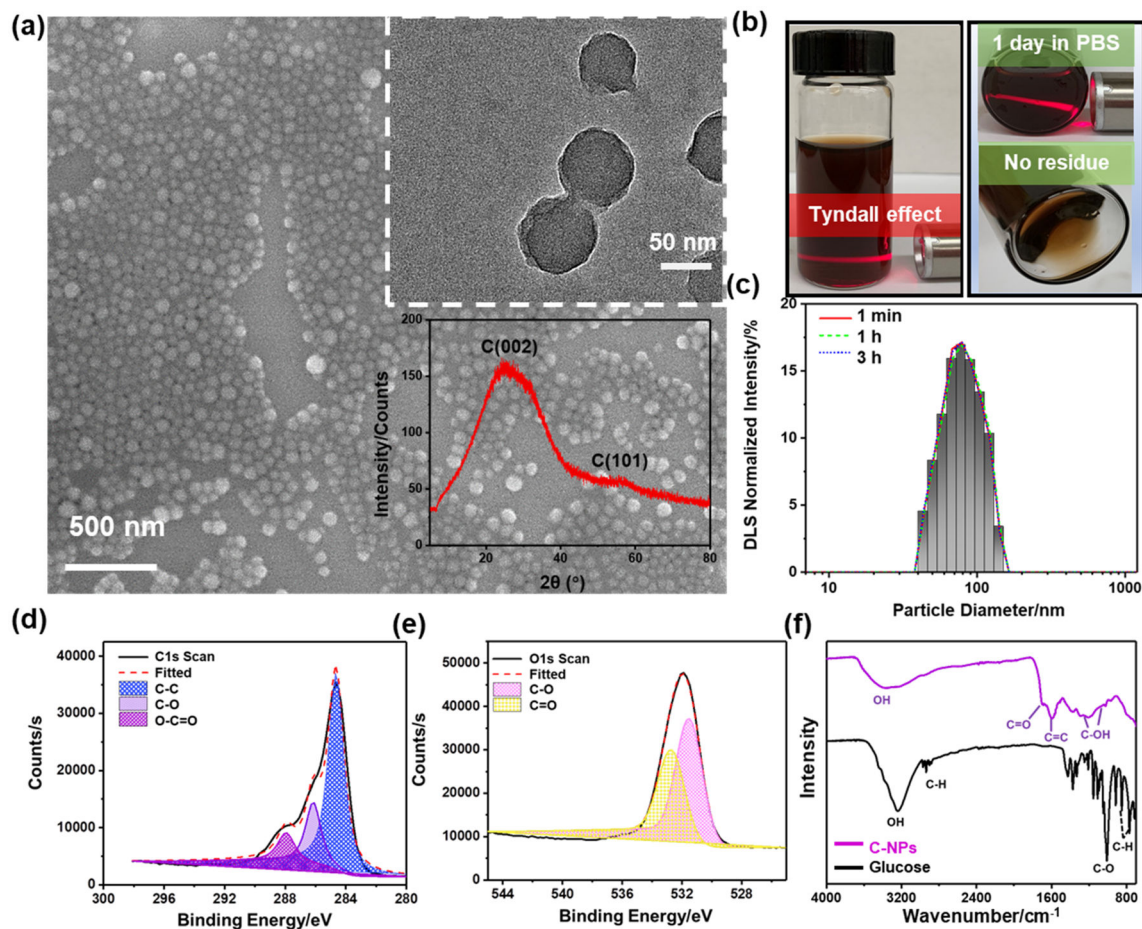 (a)
50 nm
500 nm
Intensity/Counts
200
150
100
50
0
C(002)
C(101)
20
40
60
80
2θ (°)
(b)
Tyndall effect
1 day in PBS
No residue
(c)
DLS Normalized Intensity/%
20
15
10
5
0
1 min
1 h
3 h
10
100
1000
Particle Diameter/nm
(d)
Counts/s
40000
30000
20000
10000
0
C1s Scan
Fitted
C-C
C-O
O-C=O
298
296
292
288
284
280
Binding Energy/eV
(e)
Counts/s
50000
40000
30000
20000
10000
0
O1s Scan
Fitted
C-O
C=O
544
540
536
532
528
Binding Energy/eV
(f)
Intensity
OH
C=O
C=C
C-OH
OH
C-H
C-O
C-H
C-NPs
Glucose
4000
3200
2400
1600
800
Wavenumber/cm⁻¹